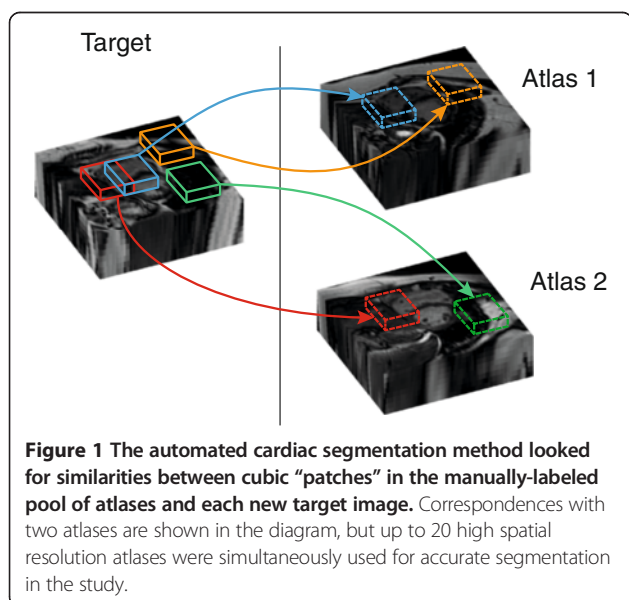 Target
Atlas 1
Atlas 2
Figure 1 The automated cardiac segmentation method looked
for similarities between cubic “patches” in the manually-labeled
pool of atlases and each new target image. Correspondences with
two atlases are shown in the diagram, but up to 20 high spatial
resolution atlases were simultaneously used for accurate segmentation
in the study.